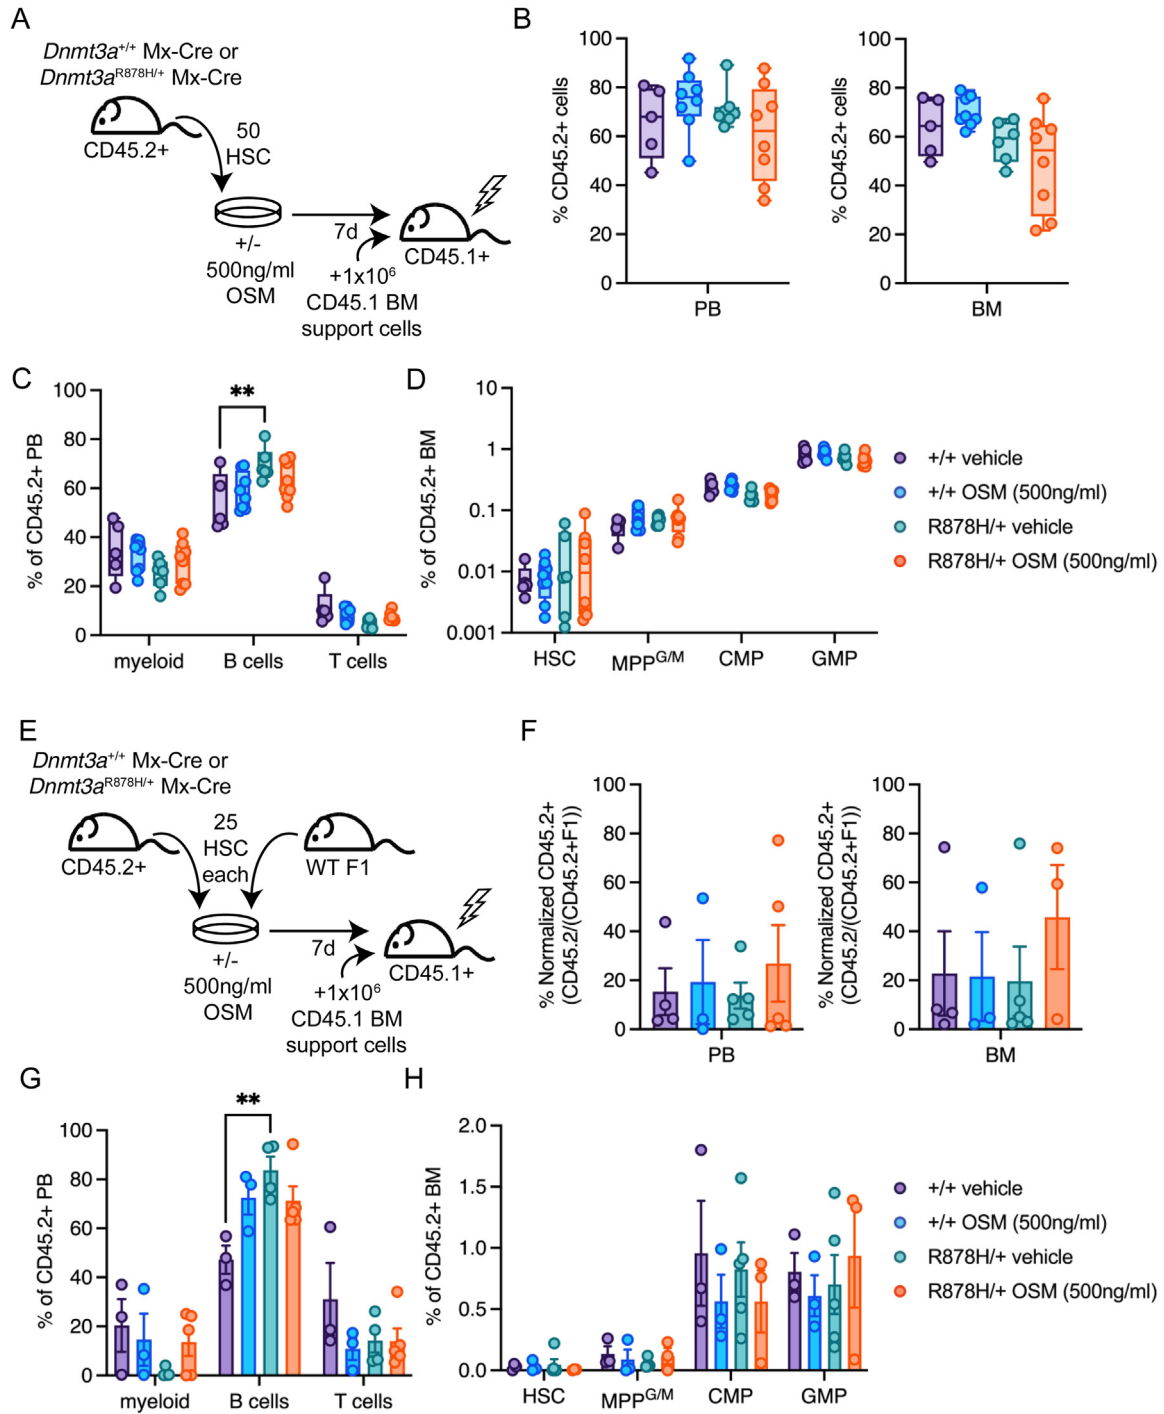 A
Dnmt3a+/+ Mx-Cre or
Dnmt3aR878H/+ Mx-Cre
CD45.2+
50
HSC
+/-
500ng/ml
OSM
7d
+1x10⁶
CD45.1 BM
support cells
CD45.1+
B
% CD45.2+ cells
100
80
60
40
20
0
PB
% CD45.2+ cells
100
80
60
40
20
0
BM
C
% of CD45.2+ PB
100
80
60
40
20
0
**
myeloid
B cells
T cells
D
% of CD45.2+ BM
10
1
0.1
0.01
0.001
HSC
MPPG/M
CMP
GMP
+/+ vehicle
+/+ OSM (500ng/ml)
R878H/+ vehicle
R878H/+ OSM (500ng/ml)
E
Dnmt3a+/+ Mx-Cre or
Dnmt3aR878H/+ Mx-Cre
CD45.2+
25
HSC
each
WT F1
+/-
500ng/ml
OSM
7d
+1x10⁶
CD45.1 BM
support cells
CD45.1+
F
% Normalized CD45.2+
(CD45.2/(CD45.2+F1))
100
80
60
40
20
0
PB
% Normalized CD45.2+
(CD45.2/(CD45.2+F1))
100
80
60
40
20
0
BM
G
% of CD45.2+ PB
100
80
60
40
20
0
**
myeloid
B cells
T cells
H
% of CD45.2+ BM
2.0
1.5
1.0
0.5
0.0
HSC
MPPG/M
CMP
GMP
+/+ vehicle
+/+ OSM (500ng/ml)
R878H/+ vehicle
R878H/+ OSM (500ng/ml)